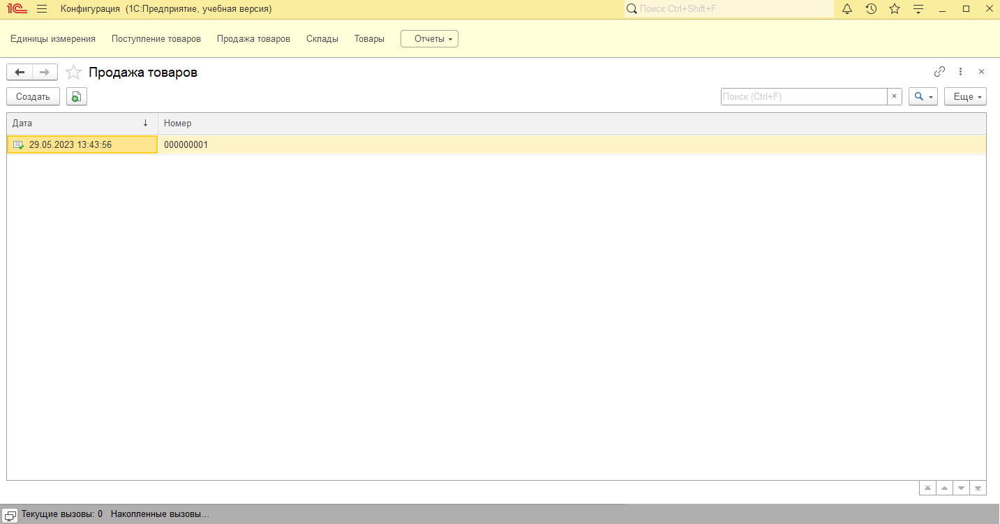 1С Конфигурация (1С:Предприятие, учебная версия) Поиск Ctrl+Shift+F
Единицы измерения Поступление товаров Продажа товаров Склады Товары Отчеты
Продажа товаров
Создать Поиск (Ctrl+F) × Еще
Дата ↓ Номер
29.05.2023 13:43:56 000000001
Текущие вызовы: 0 Накопленные вызовы...